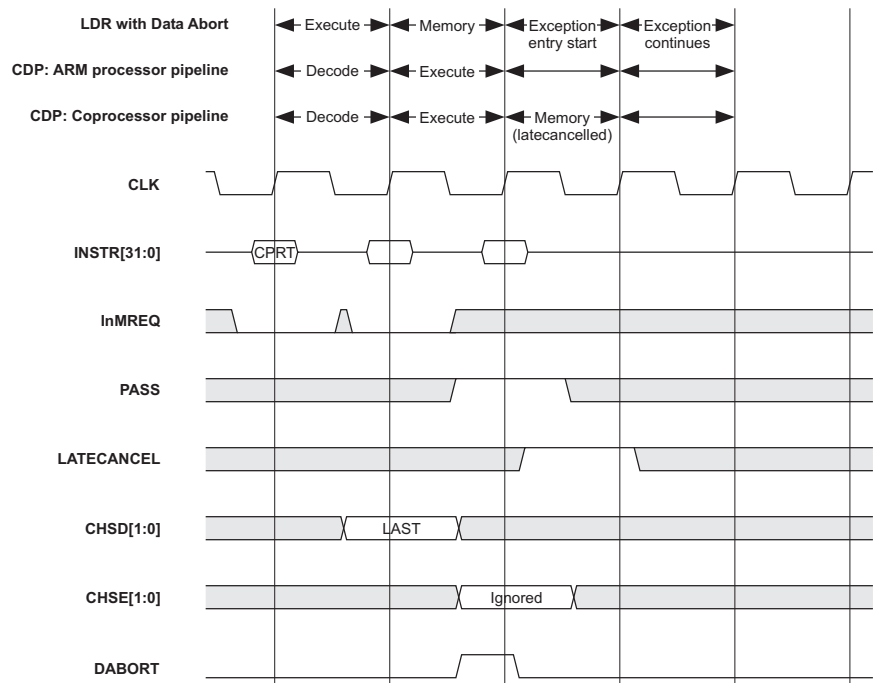 LDR with Data Abort
Execute
Memory
Exception entry start
Exception continues
CDP: ARM processor pipeline
Decode
Execute
CDP: Coprocessor pipeline
Decode
Execute
Memory (latecancelled)
CLK
INSTR[31:0]
CPRT
InMREQ
PASS
LATECANCEL
CHSD[1:0]
LAST
CHSE[1:0]
Ignored
DABORT